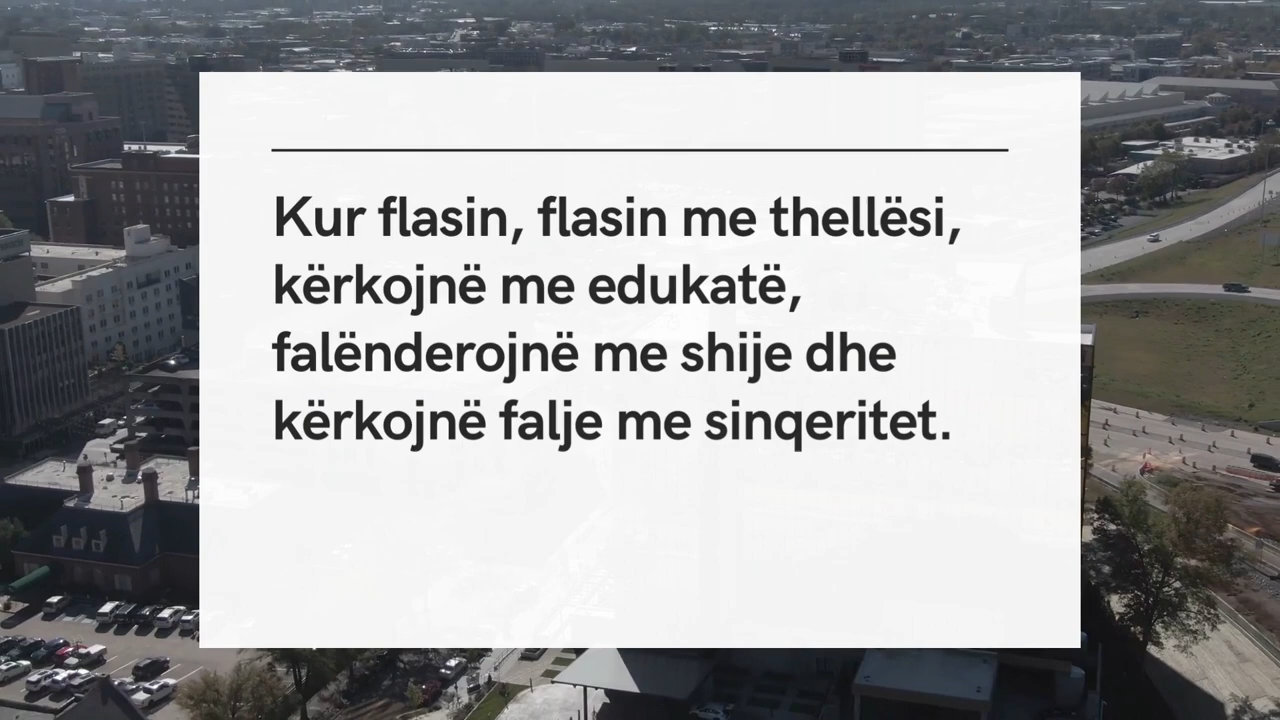 Kur flasin, flasin me thellësi,
kërkojnë me edukatë,
falënderojnë me shije dhe
kërkojnë falje me sinqeritet.